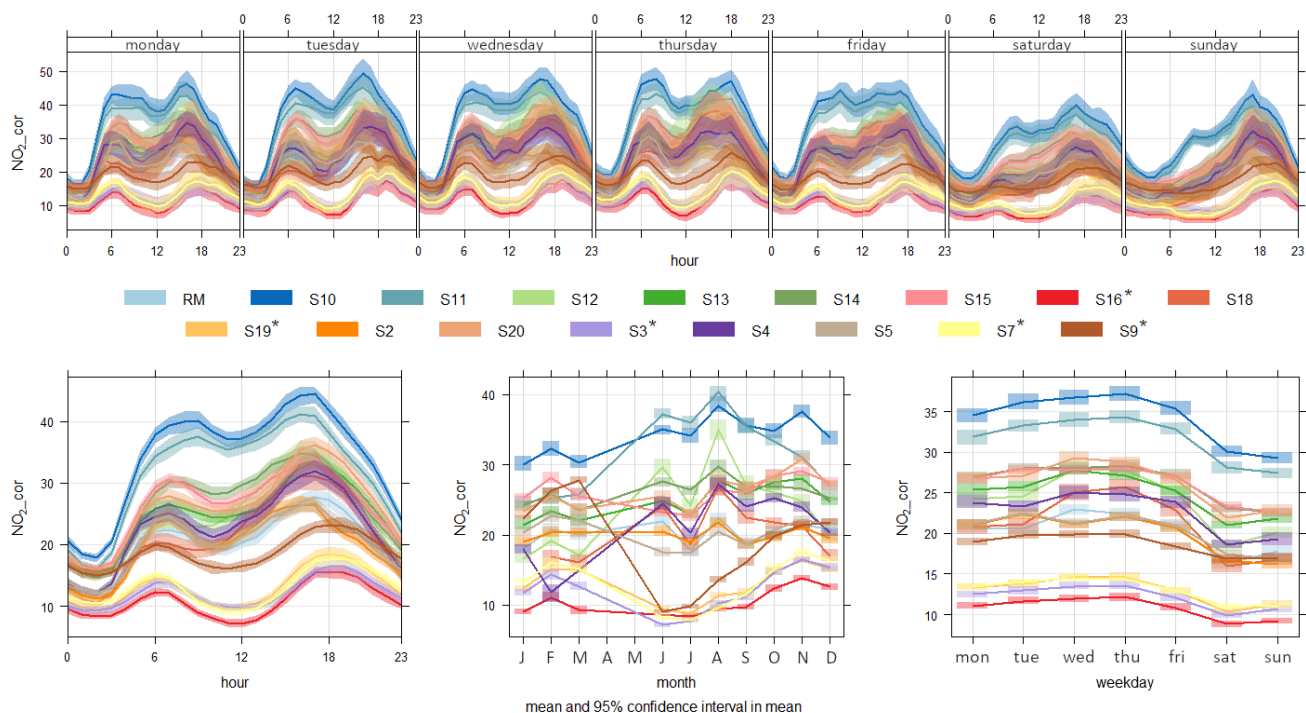 0 6 12 18 23 0 6 12 18 23 0 6 12 18 23
monday tuesday wednesday thursday friday saturday sunday
50
40
30
20
10
NO2_cor
0 6 12 18 23 0 6 12 18 23 0 6 12 18 23 0 6 12 18 23
hour
RM S10 S11 S12 S13 S14 S15 S16* S18
S19* S2 S20 S3* S4 S5 S7* S9*
40
30
20
10
NO2_cor
0 6 12 18 23
hour
40
30
20
10
NO2_cor
J F M A M J J A S O N D
month
35
30
25
20
15
10
NO2_cor
mon tue wed thu fri sat sun
weekday
mean and 95% confidence interval in mean